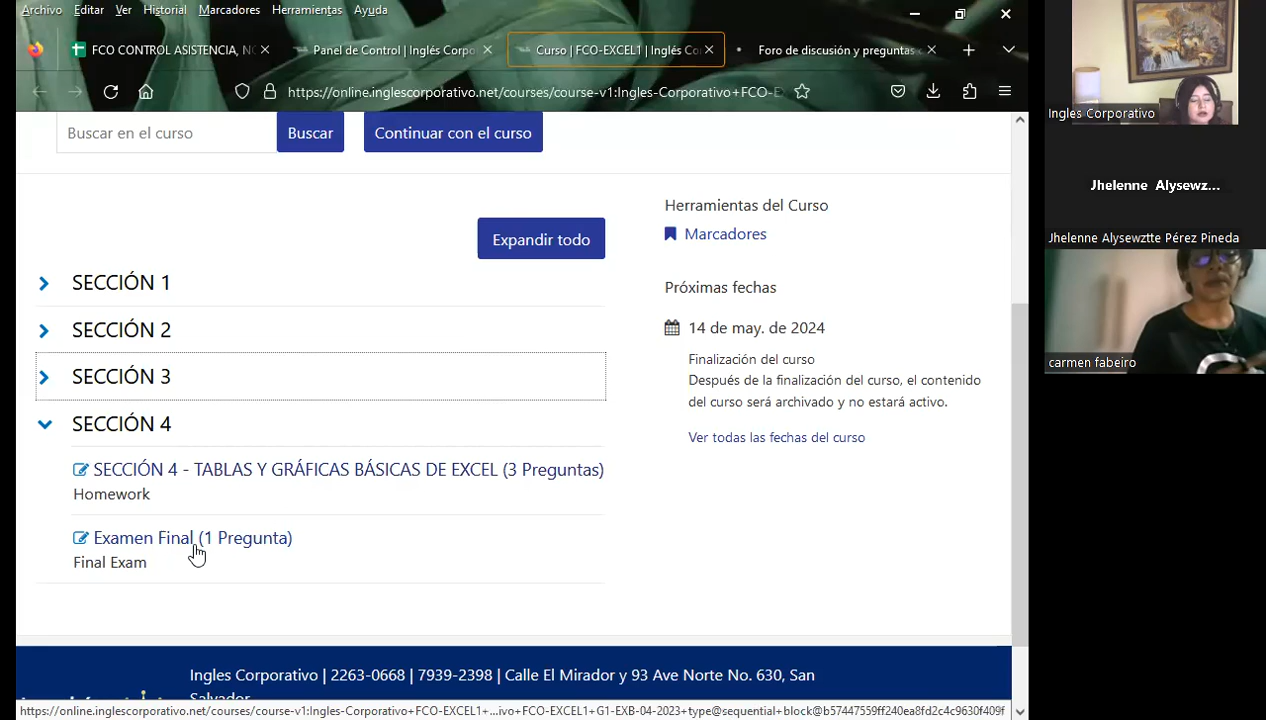 Archivo Editar Ver Historial Marcadores Herramientas Ayuda
FCO CONTROL ASISTENCIA, NO
Panel de Control | Inglés Corpo
Curso | FCO-EXCEL1 | Inglés Co
Foro de discusión y preguntas
https://online.inglescorporativo.net/courses/course-v1:Ingles-Corporativo+FCO-E
Buscar en el curso
Buscar
Continuar con el curso
Expandir todo
SECCIÓN 1
SECCIÓN 2
SECCIÓN 3
SECCIÓN 4
SECCIÓN 4 - TABLAS Y GRÁFICAS BÁSICAS DE EXCEL (3 Preguntas)
Homework
Examen Final (1 Pregunta)
Final Exam
Herramientas del Curso
Marcadores
Próximas fechas
14 de may. de 2024
Finalización del curso
Después de la finalización del curso, el contenido
del curso será archivado y no estará activo.
Ver todas las fechas del curso
Ingles Corporativo | 2263-0668 | 7939-2398 | Calle El Mirador y 93 Ave Norte No. 630, San
Salvador
https://online.inglescorporativo.net/courses/course-v1:Ingles-Corporativo+FCO-EXCEL1+...ivo+FCO-EXCEL1+G1-EXB-04-2023+type@sequential+block@b57447559ff240ea8fd2c4c9630f409f
Ingles Corporativo
Jhelenne Alysewz...
Jhelenne Alysewztte Pérez Pineda
carmen fabeiro